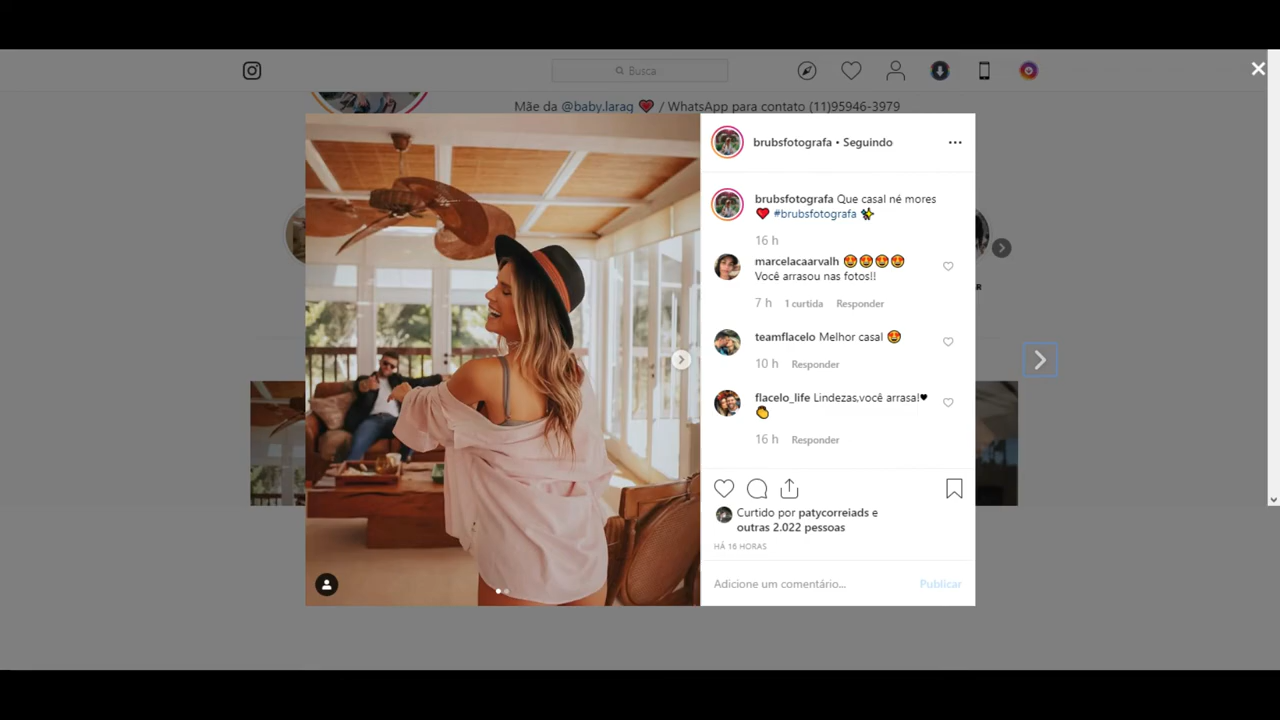 Busca
Mãe da @baby.larag ❤ / WhatsApp para contato (11)95946-3979
brubsfotografa • Seguindo
brubsfotografa Que casal né mores
❤ #brubsfotografa ✨
16 h
marcelacaarvalh 😍😍😍😍
Você arrasou nas fotos!!
7 h 1 curtida Responder
teamflacelo Melhor casal 😍
10 h Responder
flacelo_life Lindezas,você arrasa!♥
👏
16 h Responder
Curtido por patycorreiads e
outras 2.022 pessoas
HÁ 16 HORAS
Adicione um comentário... Publicar